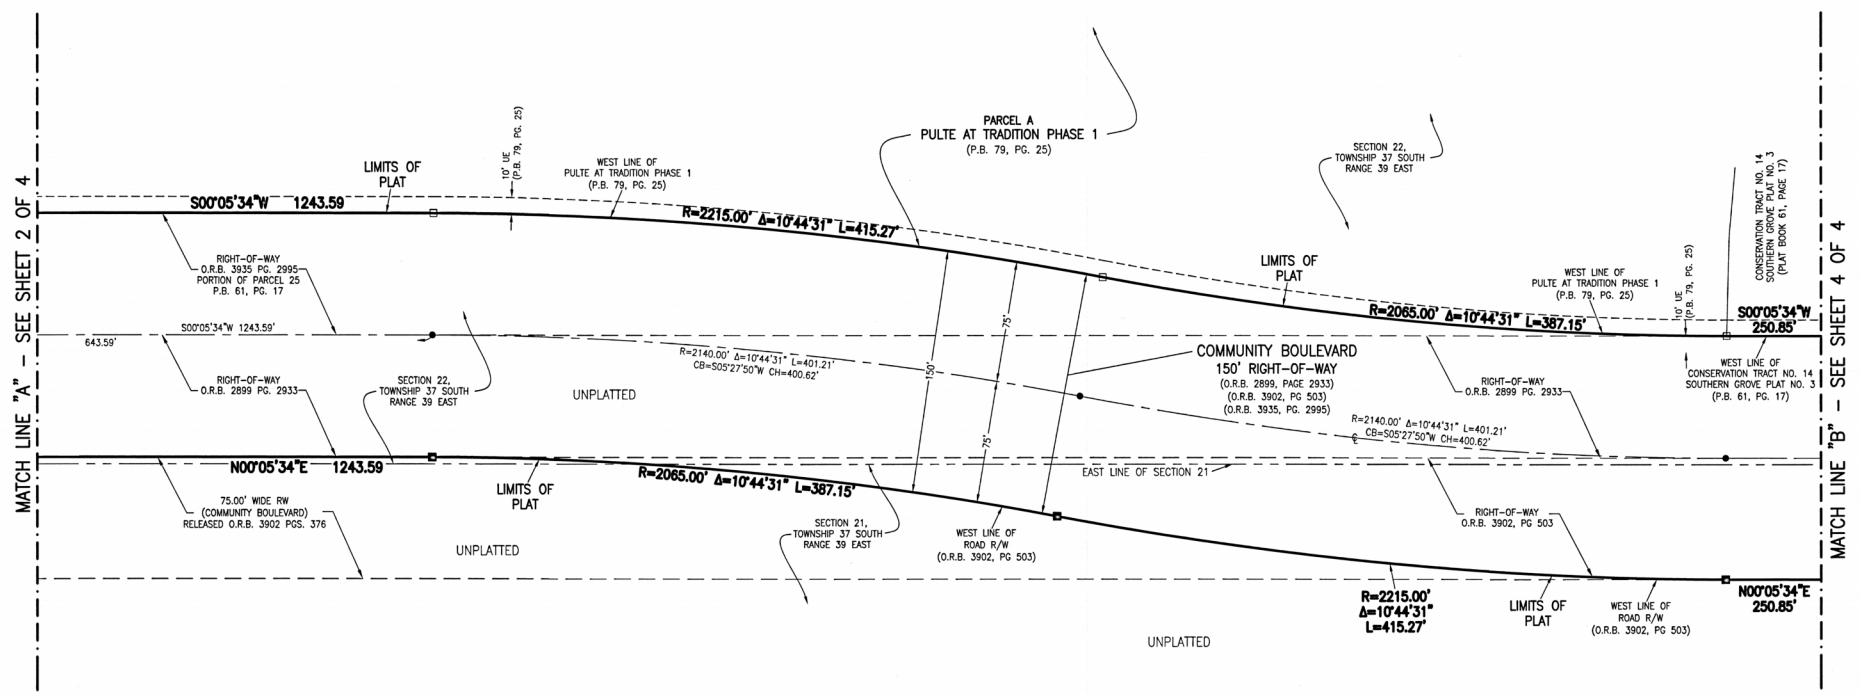 MATCH LINE "A" - SEE SHEET 2 OF 4
S00°05'34"W 1243.59
LIMITS OF
PLAT
10' UE
(P.B. 79, PG. 25)
WEST LINE OF
PULTE AT TRADITION PHASE 1
(P.B. 79, PG. 25)
R=2215.00' Δ=10°44'31" L=415.27'
PARCEL A
PULTE AT TRADITION PHASE 1
(P.B. 79, PG. 25)
SECTION 22,
TOWNSHIP 37 SOUTH
RANGE 39 EAST
LIMITS OF
PLAT
R=2065.00' Δ=10°44'31" L=387.15'
WEST LINE OF
PULTE AT TRADITION PHASE 1
(P.B. 79, PG. 25)
10' UE
(P.B. 79, PG. 25)
CONSERVATION TRACT NO. 14
SOUTHERN GROVE PLAT NO. 3
(PLAT BOOK 61, PAGE 17)
S00°05'34"W
250.85'
WEST LINE OF
CONSERVATION TRACT NO. 14
SOUTHERN GROVE PLAT NO. 3
(P.B. 61, PG. 17)
RIGHT-OF-WAY
O.R.B. 3935 PG. 2995
PORTION OF PARCEL 25
P.B. 61, PG. 17
S00°05'34"W 1243.59'
643.59'
RIGHT-OF-WAY
O.R.B. 2899 PG. 2933
SECTION 22,
TOWNSHIP 37 SOUTH
RANGE 39 EAST
UNPLATTED
R=2140.00' Δ=10°44'31" L=401.21'
CB=S05°27'50"W CH=400.62'
150'
75'
75'
COMMUNITY BOULEVARD
150' RIGHT-OF-WAY
(O.R.B. 2899, PAGE 2933)
(O.R.B. 3902, PG 503)
(O.R.B. 3935, PG. 2995)
RIGHT-OF-WAY
O.R.B. 2899 PG. 2933
R=2140.00' Δ=10°44'31" L=401.21'
℄ CB=S05°27'50"W CH=400.62'
N00°05'34"E 1243.59
LIMITS OF
PLAT
R=2065.00' Δ=10°44'31" L=387.15'
EAST LINE OF SECTION 21
75.00' WIDE RW
(COMMUNITY BOULEVARD)
RELEASED O.R.B. 3902 PGS. 376
UNPLATTED
SECTION 21,
TOWNSHIP 37 SOUTH
RANGE 39 EAST
WEST LINE OF
ROAD R/W
(O.R.B. 3902, PG 503)
RIGHT-OF-WAY
O.R.B. 3902, PG 503
R=2215.00'
Δ=10°44'31"
L=415.27'
LIMITS OF
PLAT
WEST LINE OF
ROAD R/W
(O.R.B. 3902, PG 503)
N00°05'34"E
250.85'
UNPLATTED
MATCH LINE "B" - SEE SHEET 4 OF 4